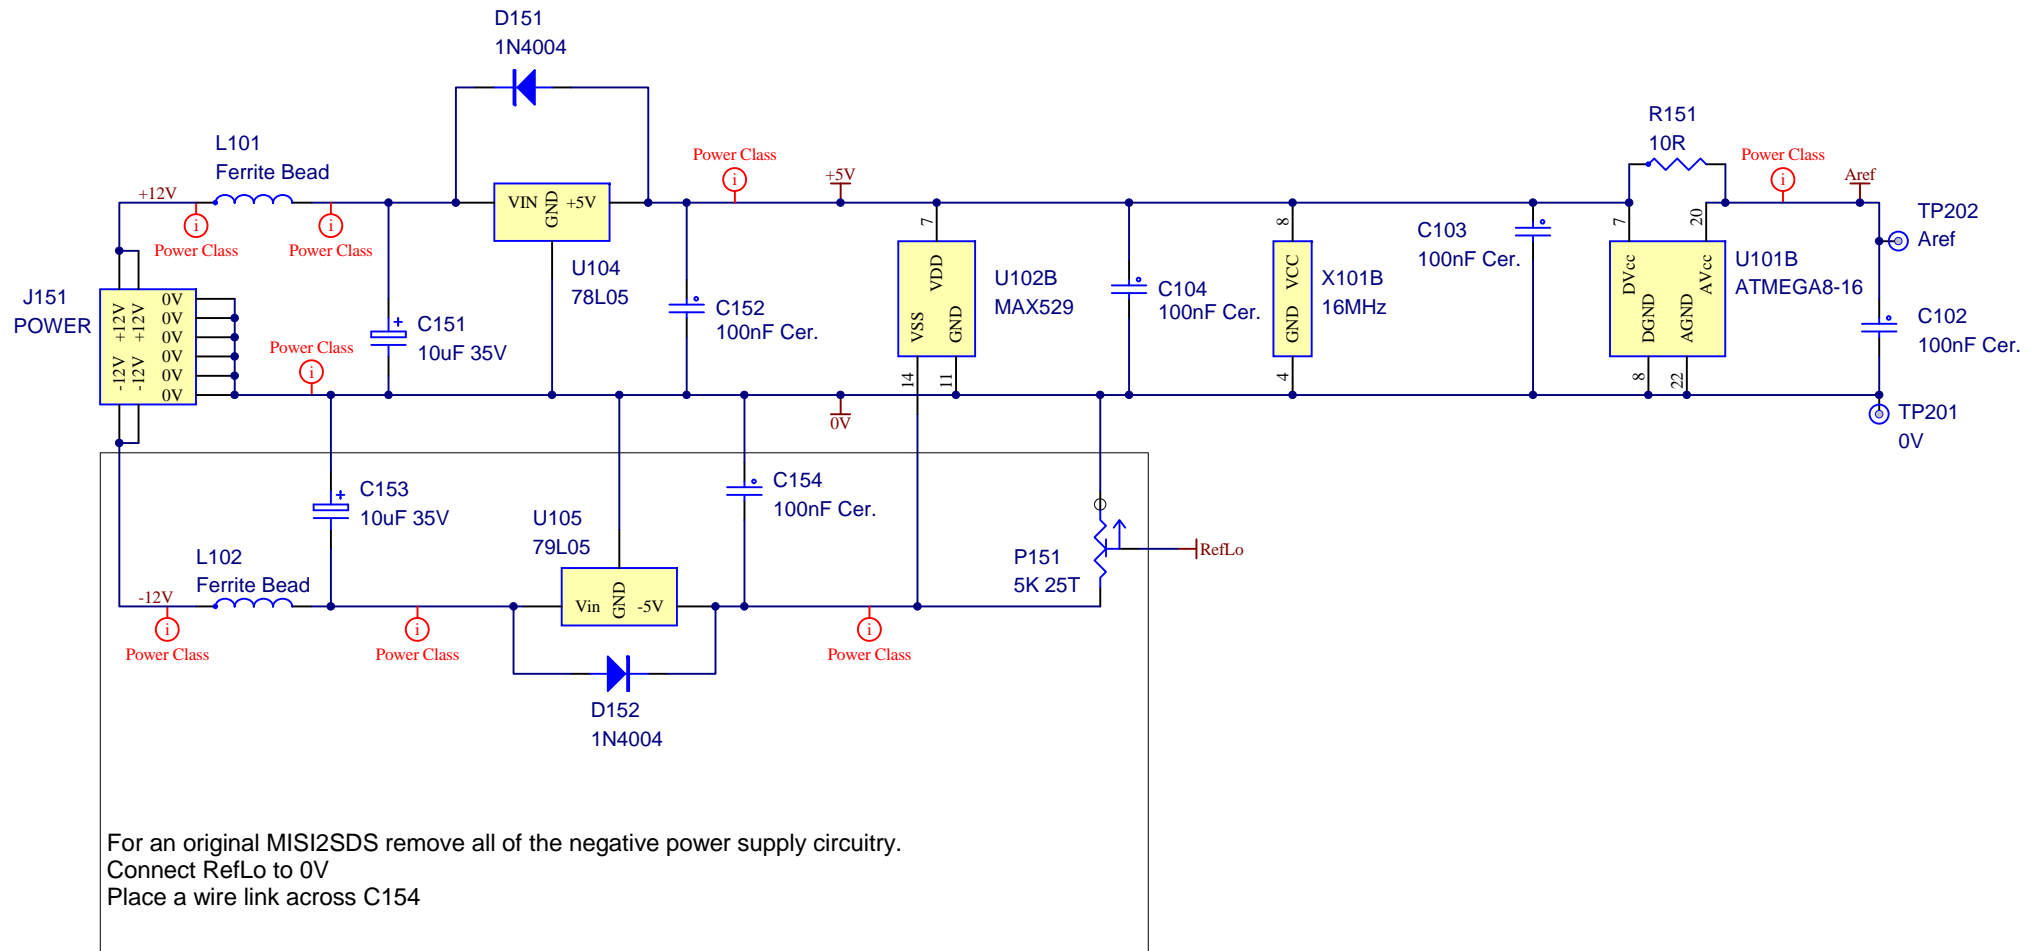 D151
1N4004
L101
Ferrite Bead
R151
10R
Power Class
Power Class
+12V
+5V
Aref
VIN
GND
+5V
i
i
i
i
Power Class
Power Class
7
8
7
20
TP202
Aref
U104
78L05
VDD
VSS
GND
U102B
MAX529
C103
100nF Cer.
VCC
GND
X101B
16MHz
DVcc
AVcc
DGND
AGND
U101B
ATMEGA8-16
J151
POWER
+12V
+12V
-12V
-12V
0V
0V
0V
0V
0V
0V
C151
10uF 35V
+
C152
100nF Cer.
C104
100nF Cer.
C102
100nF Cer.
Power Class
i
14
11
4
8
22
0V
TP201
0V
C153
10uF 35V
+
C154
100nF Cer.
U105
79L05
L102
Ferrite Bead
P151
5K 25T
RefLo
-12V
Vin
GND
-5V
i
i
i
Power Class
Power Class
Power Class
D152
1N4004
For an original MISI2SDS remove all of the negative power supply circuitry.
Connect RefLo to 0V
Place a wire link across C154